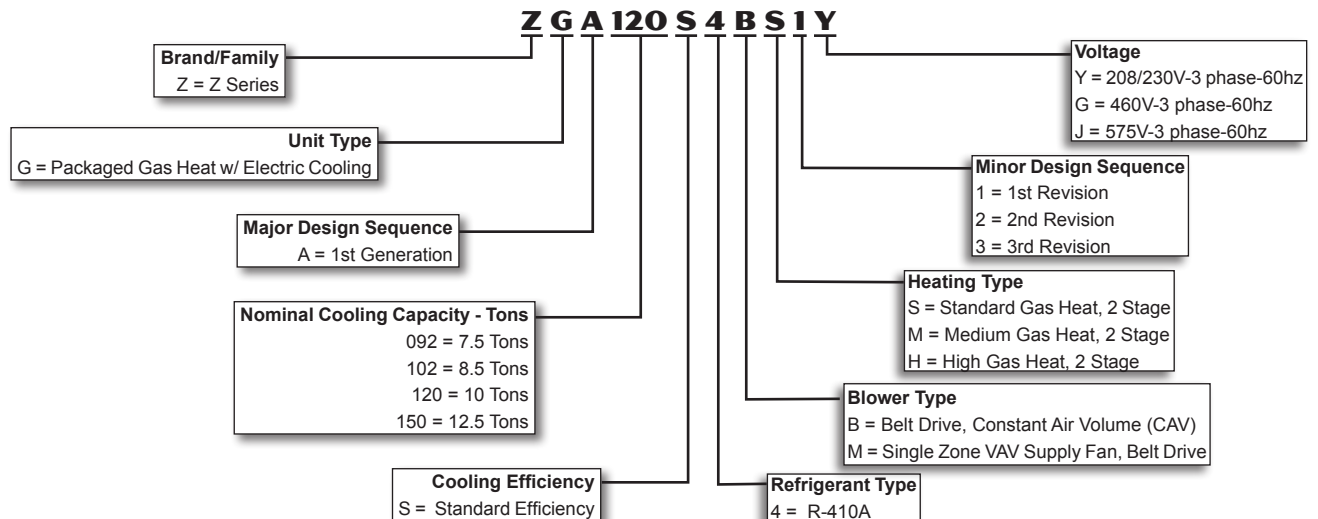 Z G A 120 S 4 B S 1 Y
Brand/Family
Z = Z Series
Unit Type
G = Packaged Gas Heat w/ Electric Cooling
Major Design Sequence
A = 1st Generation
Nominal Cooling Capacity - Tons
092 = 7.5 Tons
102 = 8.5 Tons
120 = 10 Tons
150 = 12.5 Tons
Cooling Efficiency
S = Standard Efficiency
Voltage
Y = 208/230V-3 phase-60hz
G = 460V-3 phase-60hz
J = 575V-3 phase-60hz
Minor Design Sequence
1 = 1st Revision
2 = 2nd Revision
3 = 3rd Revision
Heating Type
S = Standard Gas Heat, 2 Stage
M = Medium Gas Heat, 2 Stage
H = High Gas Heat, 2 Stage
Blower Type
B = Belt Drive, Constant Air Volume (CAV)
M = Single Zone VAV Supply Fan, Belt Drive
Refrigerant Type
4 = R-410A